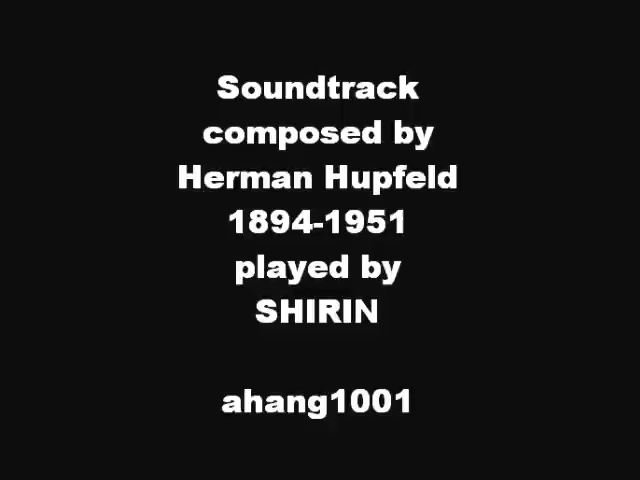 Soundtrack
composed by
Herman Hupfeld
1894-1951
played by
SHIRIN
ahang1001